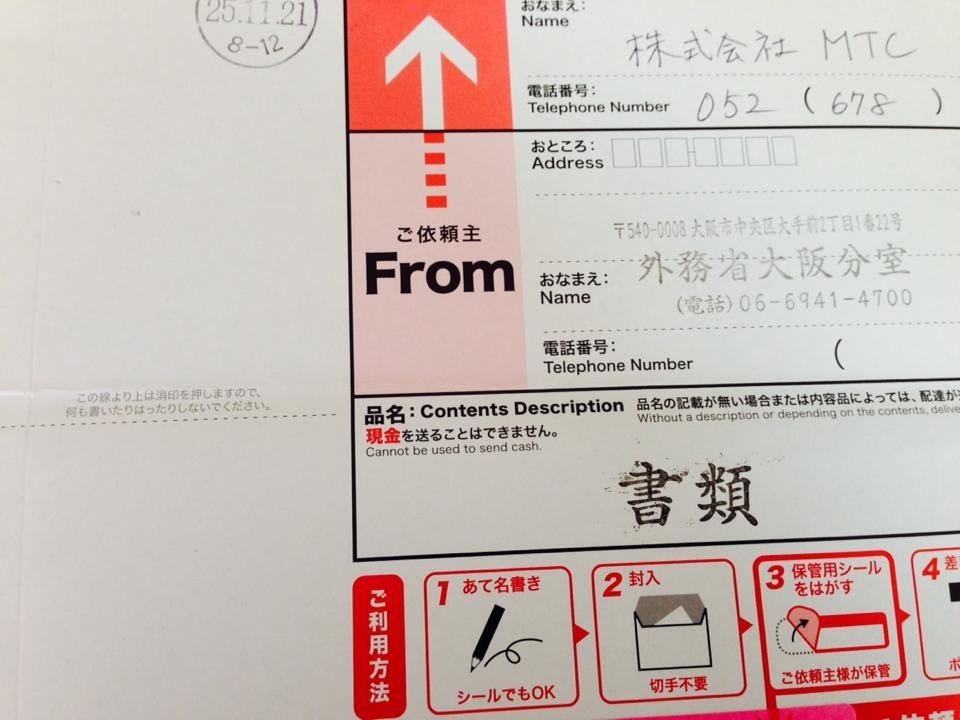 25.11.21
8-12
おなまえ:
Name
株式会社 MTC
電話番号:
Telephone Number
052 ( 678 )
おところ:
Address
ご依頼主
From
〒540-0008 大阪市中央区大手前2丁目1番22号
外務省大阪分室
(電話) 06-6941-4700
おなまえ:
Name
電話番号:
Telephone Number
(
この線より上は消印を押しますので、
何も書いたりはったりしないでください。
品名:Contents Description
品名の記載が無い場合または内容品によっては、配達が
現金を送ることはできません。
Without a description or depending on the contents,
Cannot be used to send cash.
書類
ご利用方法
1 あて名書き
シールでもOK
2 封入
切手不要
3 保管用シール
をはがす
ご依頼主様が保管
4 差